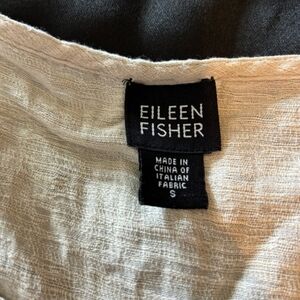 EILEEN
FISHER
MADE IN
CHINA OF
ITALIAN
FABRIC
S